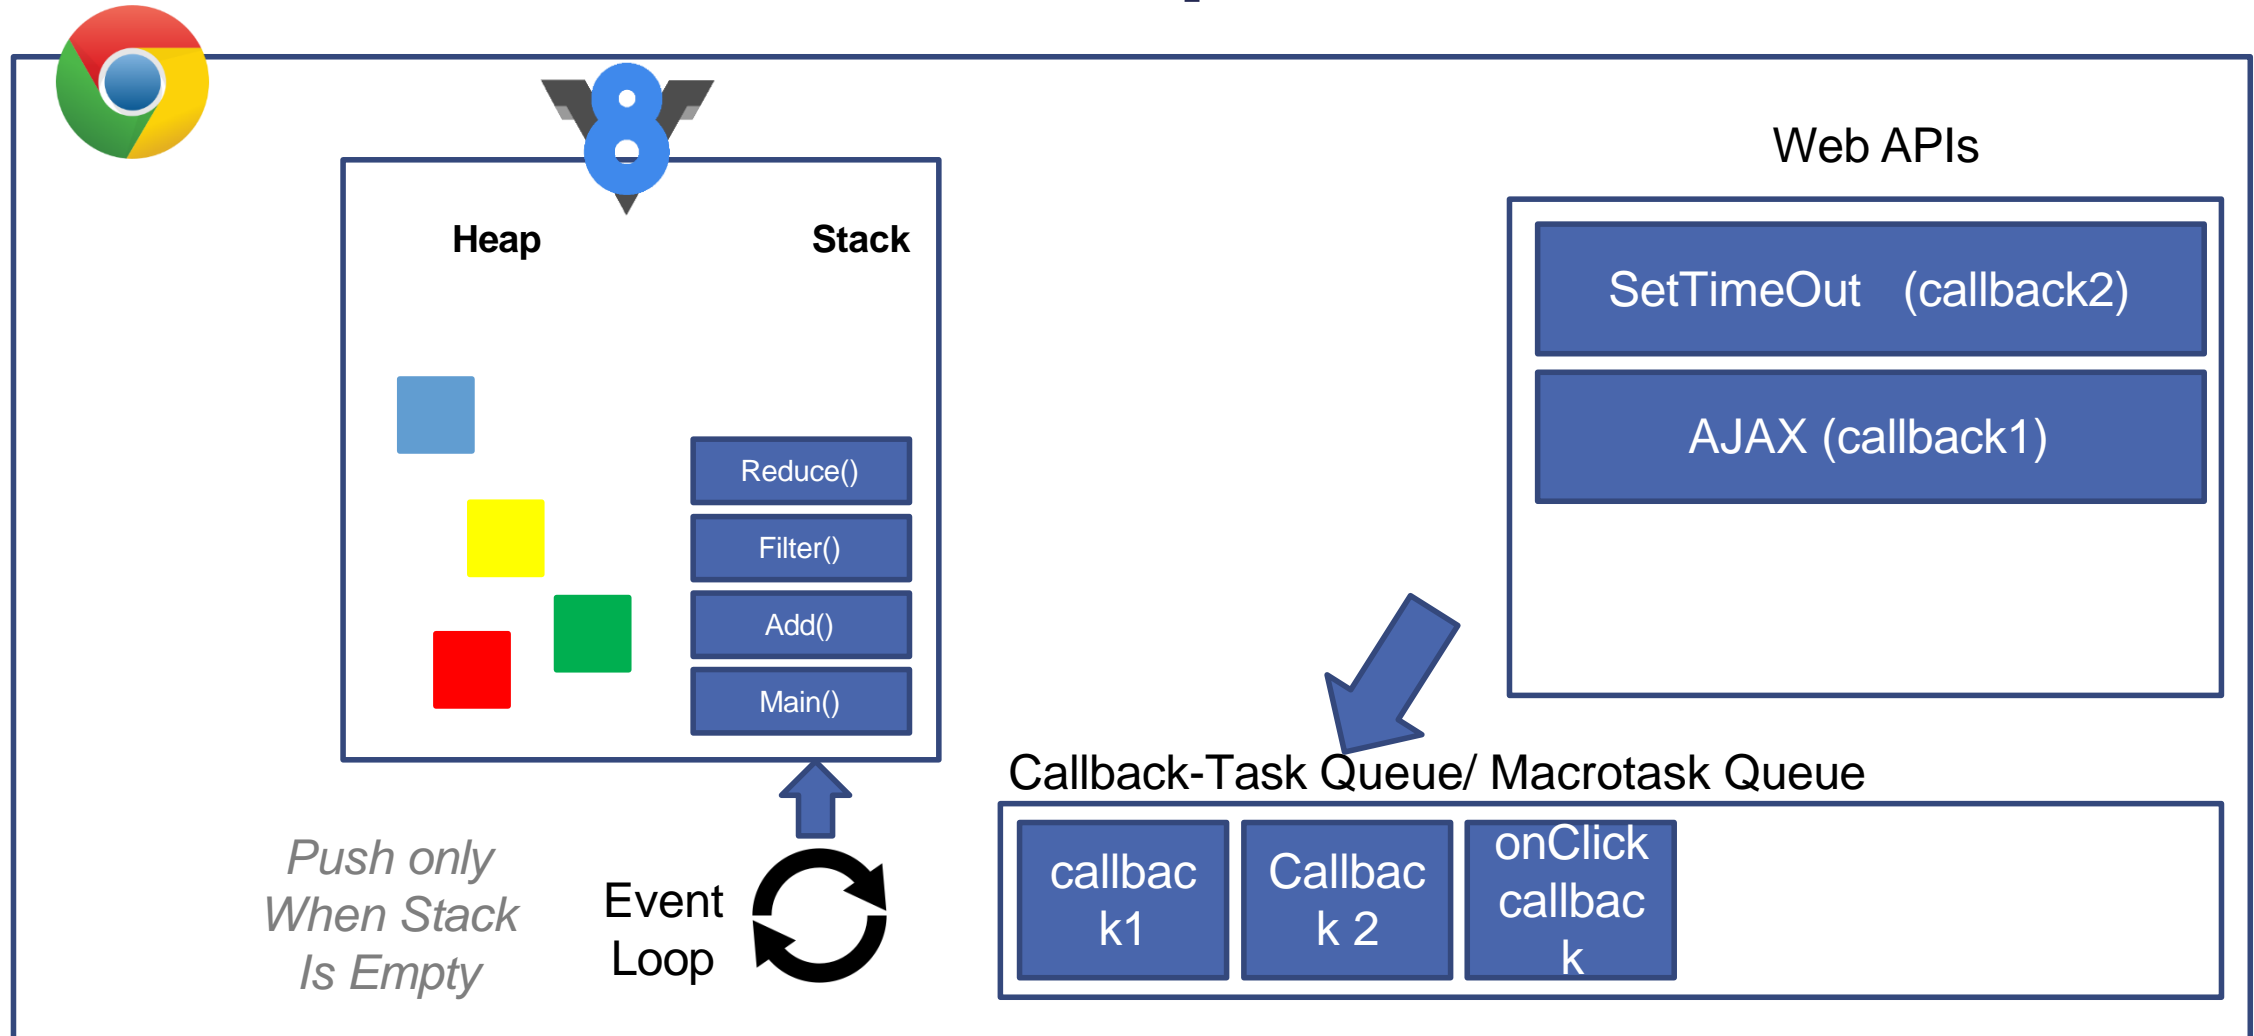 8
Heap
Stack
Reduce()
Filter()
Add()
Main()
Web APIs
SetTimeOut (callback2)
AJAX (callback1)
Callback-Task Queue/ Macrotask Queue
callbac
k1
Callbac
k 2
onClick
callbac
k
Event
Loop
Push only
When Stack
Is Empty